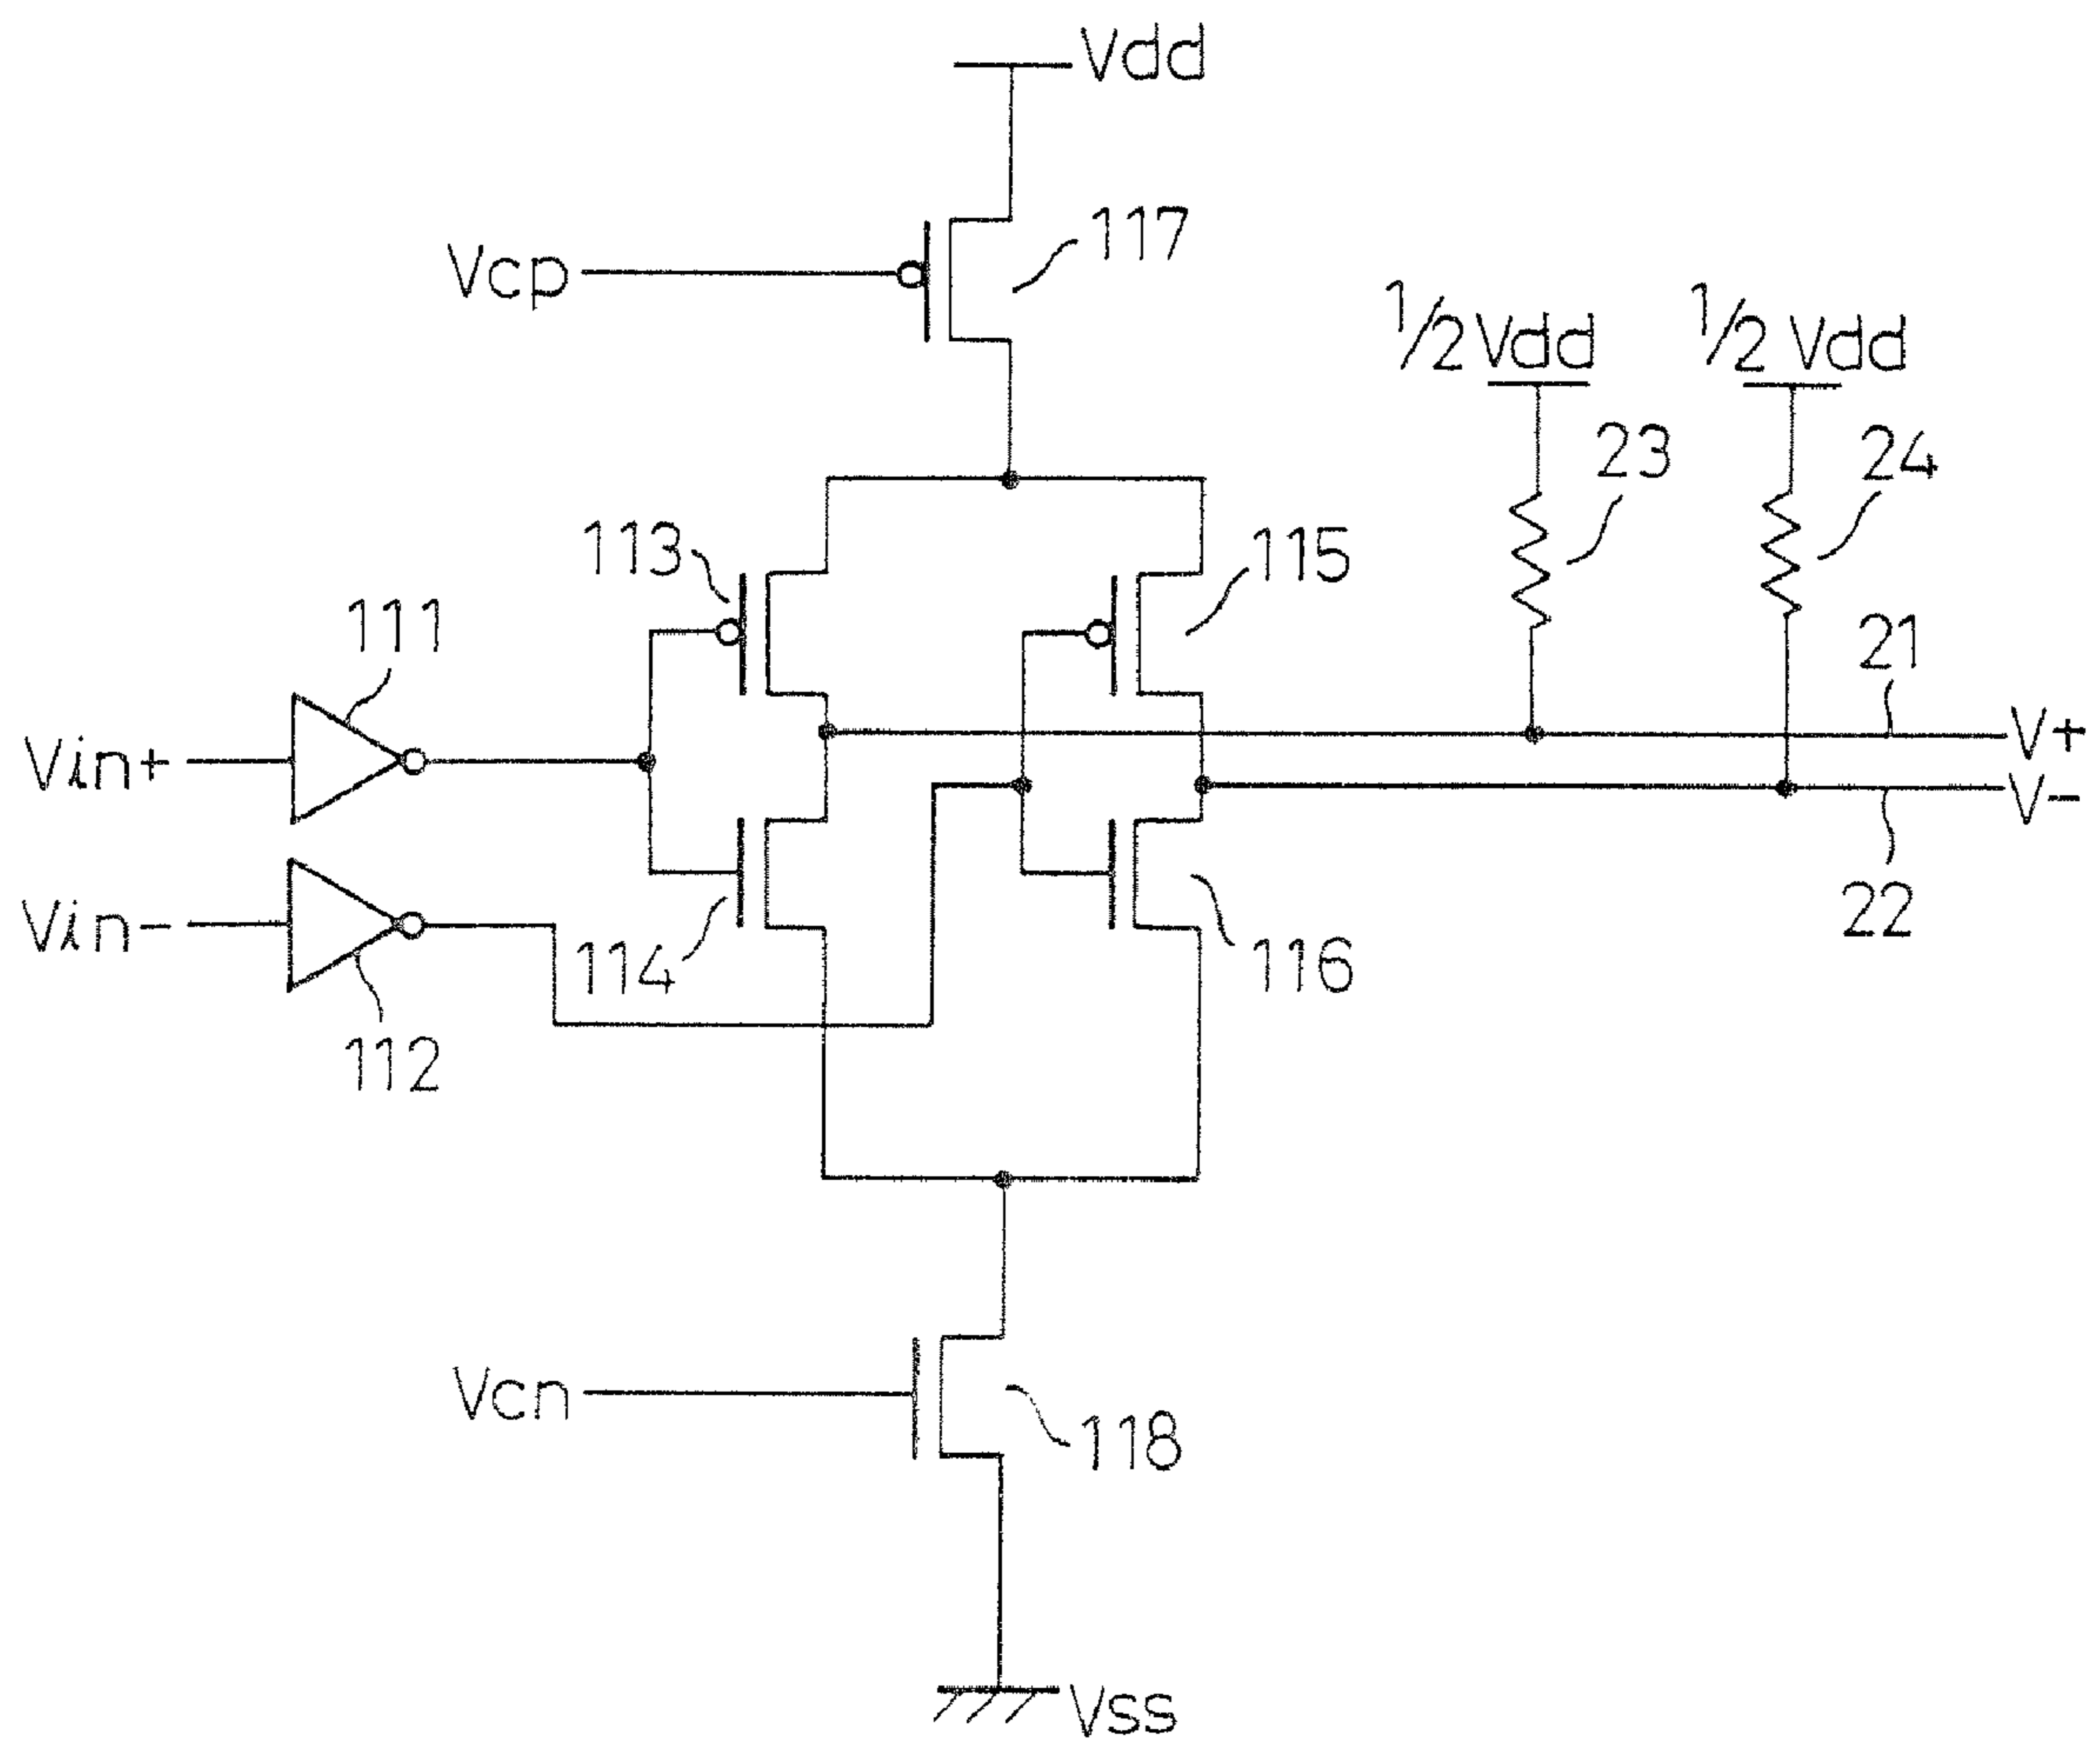 Vdd
117
Vcp
1/2 Vdd
1/2 Vdd
23
24
113
115
111
21
Vin+
V+
V-
Vin-
114
116
22
112
Vcn
118
Vss